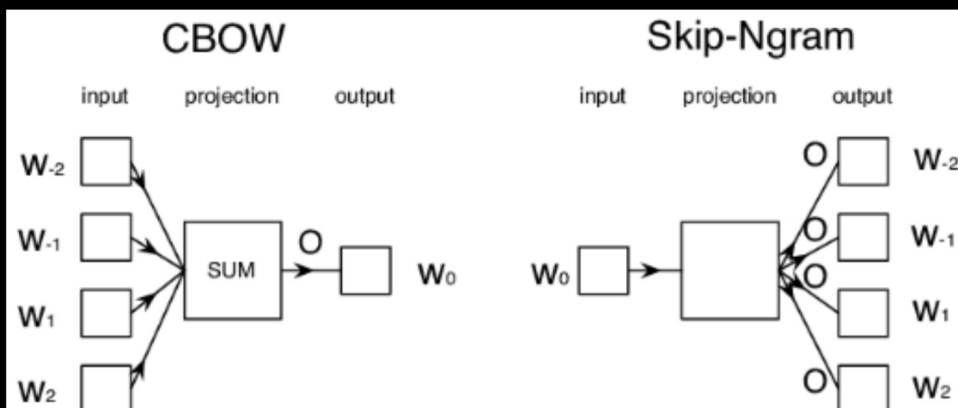 CBOW
input projection output
W-2
W-1
W1
W2
SUM
O
W0
Skip-Ngram
input projection output
W0
O
O
O
O
W-2
W-1
W1
W2